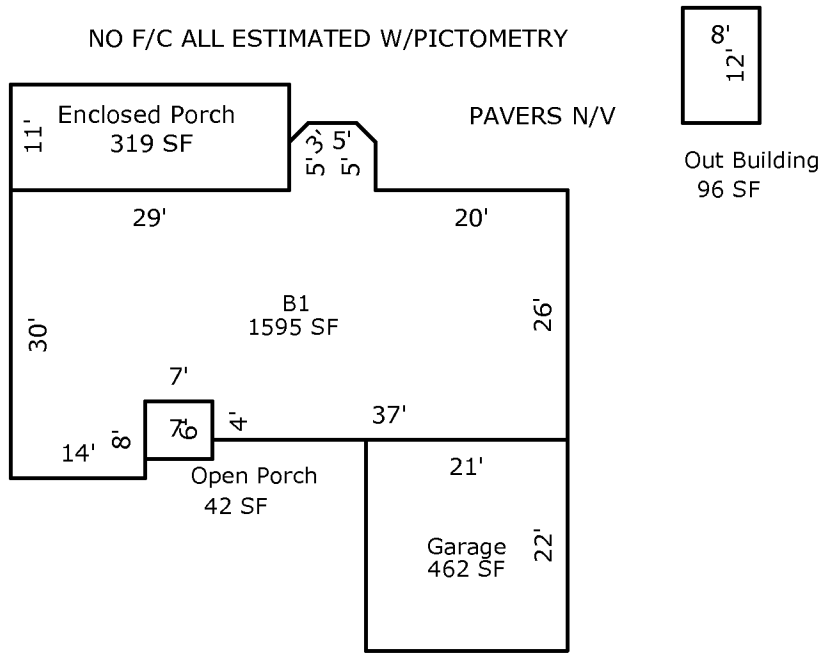 NO F/C ALL ESTIMATED W/PICTOMETRY
8'
12'
Enclosed Porch
319 SF
11'
PAVERS N/V
5'
3'
5'
5'
Out Building
96 SF
29'
20'
B1
1595 SF
26'
30'
7'
7'
6'
4'
37'
8'
14'
Open Porch
42 SF
21'
Garage
462 SF
22'